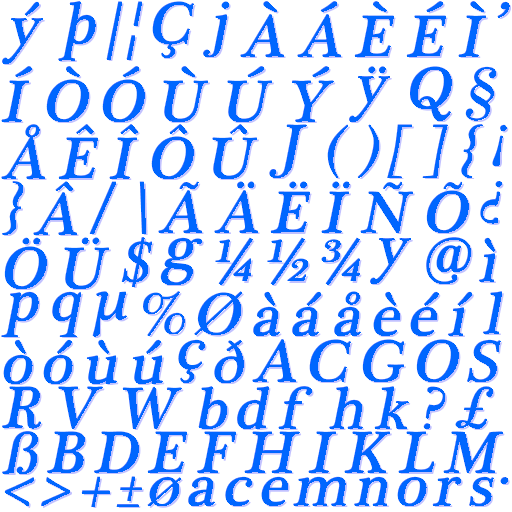 ý þ | ¦ Ç j À Á È É Ì ’
Í Ò Ó Ù Ú Ý ÿ Q §
Å Ê Î Ô Û J ( ) [ ] { ¡
} Â / \ Ã Ä Ë Ï Ñ Õ ¿
Ö Ü $ g ¼ ½ ¾ y @ ì
p q µ % Ø à á å è é í l
ò ó ù ú ç ð A C G O S
R V W b d f h k ? £
ß B D E F H I K L M
< > + ± ø a c e m n o r s ·